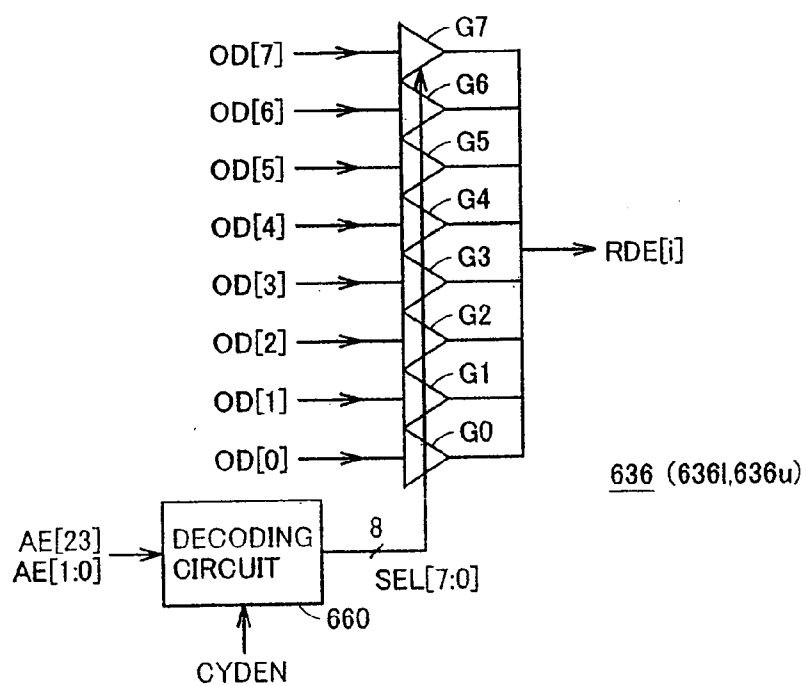 G7
OD[7]
G6
OD[6]
G5
OD[5]
G4
OD[4]
G3
RDE[i]
OD[3]
G2
OD[2]
G1
OD[1]
G0
OD[0]
636 (636l,636u)
8
AE[23]
AE[1:0]
DECODING
CIRCUIT
SEL[7:0]
660
CYDEN